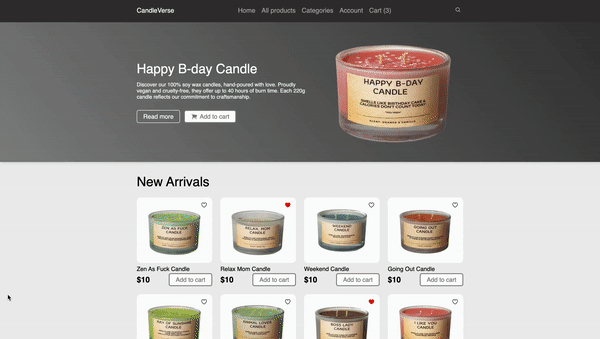 CandleVerse
Home All products Categories Account Cart (3)
Happy B-day Candle
Discover our 100% soy wax candles, hand-poured with love. Proudly
vegan and cruelty-free, they offer up to 40 hours of burn time. Each 220g
candle reflects our commitment to craftsmanship.
Read more Add to cart
HAPPY B-DAY
CANDLE
SMELLS LIKE BIRTHDAY CAKE &
CALORIES DON'T COUNT TODAY
New Arrivals
ZEN AS FUCK
CANDLE
RELAX, MOM
CANDLE
WEEKEND
CANDLE
GOING OUT
CANDLE
Zen As Fuck Candle Relax Mom Candle Weekend Candle Going Out Candle
$10 Add to cart $10 Add to cart $10 Add to cart $10 Add to cart
RAY OF SUNSHINE
CANDLE
ANIMAL LOVER
CANDLE
BOSS LADY
CANDLE
I LIKE YOU
CANDLE